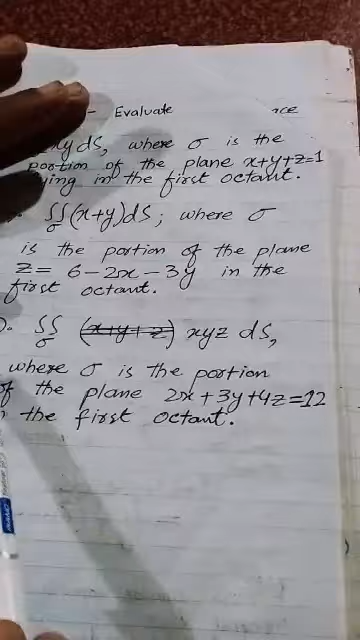 - Evaluate
xy ds, where σ is the
portion of the plane x+y+z=1
in the first octant.
∬σ (x+y)ds; where σ
is the portion of the plane
z= 6-2x-3y in the
first octant.
∬σ (x+y+z) xyz ds,
where σ is the portion
of the plane 2x+3y+4z=12
the first octant.